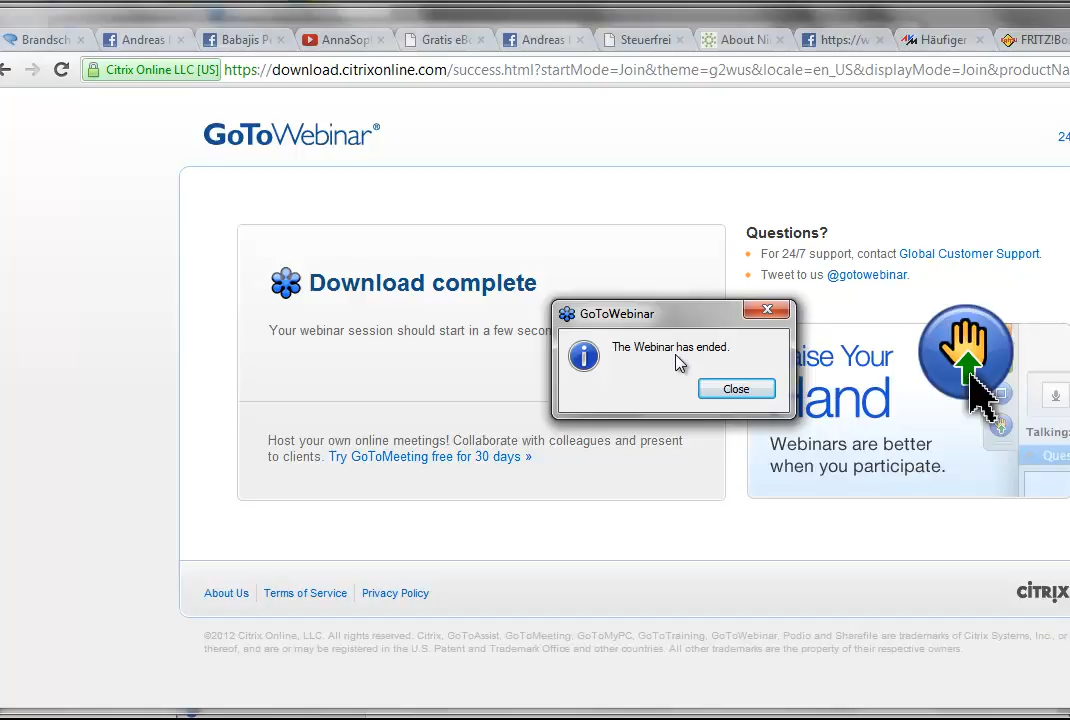 Brandsch
Andreas
Babajis P
AnnaSop
Gratis eBo
Andreas
Steuerfrei
About Ni
https://w
Häufiger
FRITZ!Bo
Citrix Online LLC [US]
https://download.citrixonline.com/success.html?startMode=Join&theme=g2wus&locale=en_US&displayMode=Join&productNa
GoToWebinar®
24
Download complete
Your webinar session should start in a few secon
Host your own online meetings! Collaborate with colleagues and present
to clients. Try GoToMeeting free for 30 days »
Questions?
For 24/7 support, contact Global Customer Support.
Tweet to us @gotowebinar.
GoToWebinar
The Webinar has ended.
Close
aise Your
Hand
Webinars are better
when you participate.
Talking:
Ques
About Us
Terms of Service
Privacy Policy
CİTRIX
©2012 Citrix Online, LLC. All rights reserved. Citrix, GoToAssist, GoToMeeting, GoToMyPC, GoToTraining, GoToWebinar, Podio and Sharefile are trademarks of Citrix Systems, Inc., or
thereof, and are or may be registered in the U.S. Patent and Trademark Office and other countries. All other trademarks are the property of their respective owners.